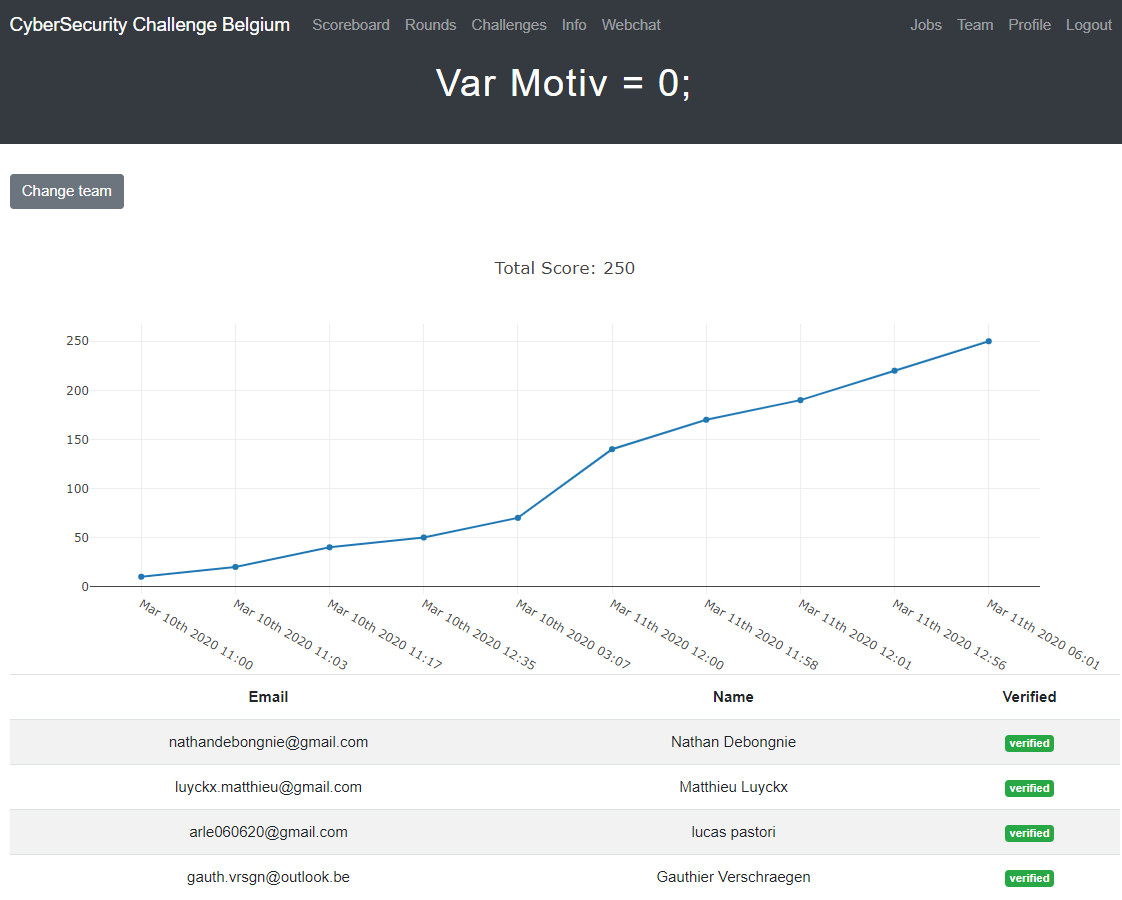 CyberSecurity Challenge Belgium Scoreboard Rounds Challenges Info Webchat Jobs Team Profile Logout
Var Motiv = 0;
Change team
Total Score: 250
250
200
150
100
50
0
Mar 10th 2020 11:00
Mar 10th 2020 11:03
Mar 10th 2020 11:17
Mar 10th 2020 12:35
Mar 10th 2020 03:07
Mar 11th 2020 12:00
Mar 11th 2020 11:58
Mar 11th 2020 12:01
Mar 11th 2020 12:56
Mar 11th 2020 06:01
Email Name Verified
nathandebongnie@gmail.com Nathan Debongnie verified
luyckx.matthieu@gmail.com Matthieu Luyckx verified
arle060620@gmail.com lucas pastori verified
gauth.vrsgn@outlook.be Gauthier Verschraegen verified